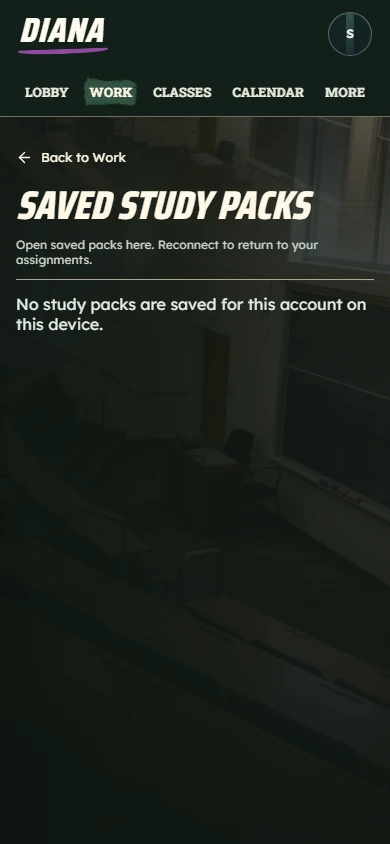 DIANA
S
LOBBY WORK CLASSES CALENDAR MORE
Back to Work
SAVED STUDY PACKS
Open saved packs here. Reconnect to return to your
assignments.
No study packs are saved for this account on
this device.